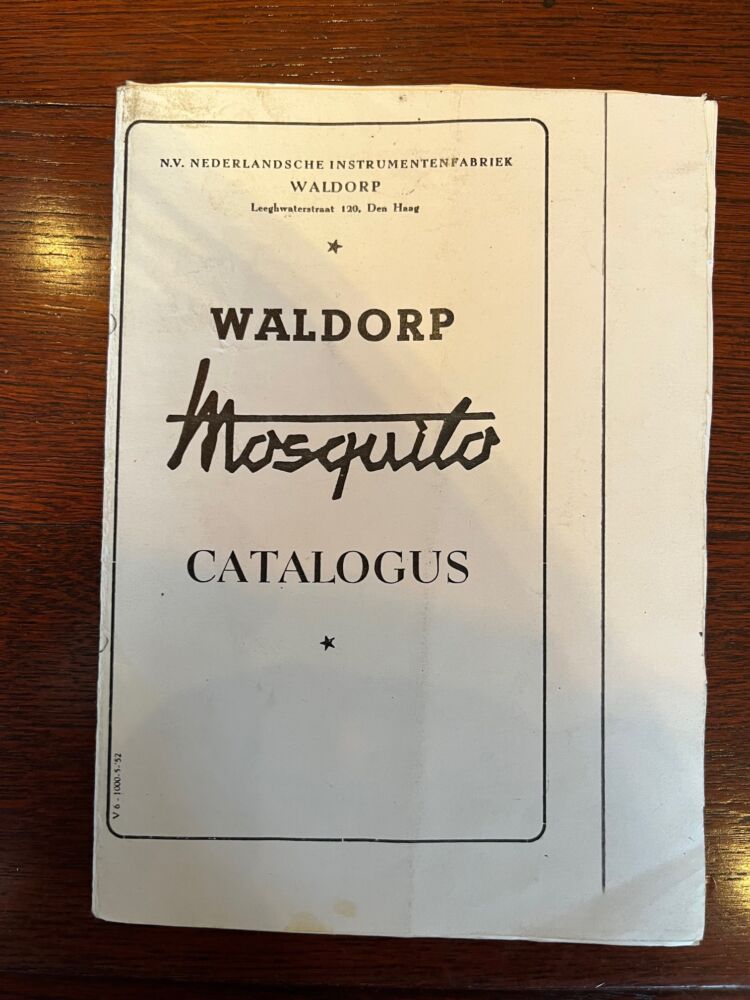 N.V. NEDERLANDSCHE INSTRUMENTENFABRIEK
WALDORP
Leeghwaterstraat 120, Den Haag
WALDORP
Mosquito
CATALOGUS
V 6 - 1000-5-'52